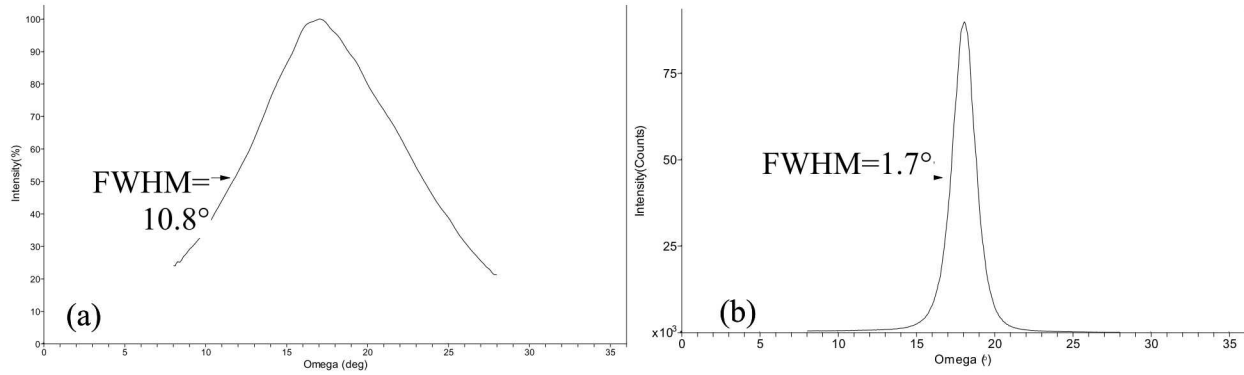 100
90
80
70
60
50
40
30
20
10
0
Intensity(%)
FWHM=
10.8°
(a)
0 5 10 15 20 25 30 35
Omega (deg)
75
50
25
x10³
Intensity(Counts)
FWHM=1.7°
(b)
0 5 10 15 20 25 30 35
Omega (°)